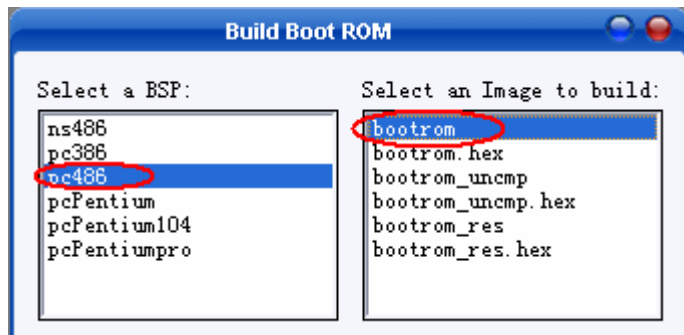 Build Boot ROM
Select a BSP:
ns486
pc386
pc486
pcPentium
pcPentium104
pcPentiumpro
Select an Image to build:
bootrom
bootrom.hex
bootrom_uncmp
bootrom_uncmp.hex
bootrom_res
bootrom_res.hex